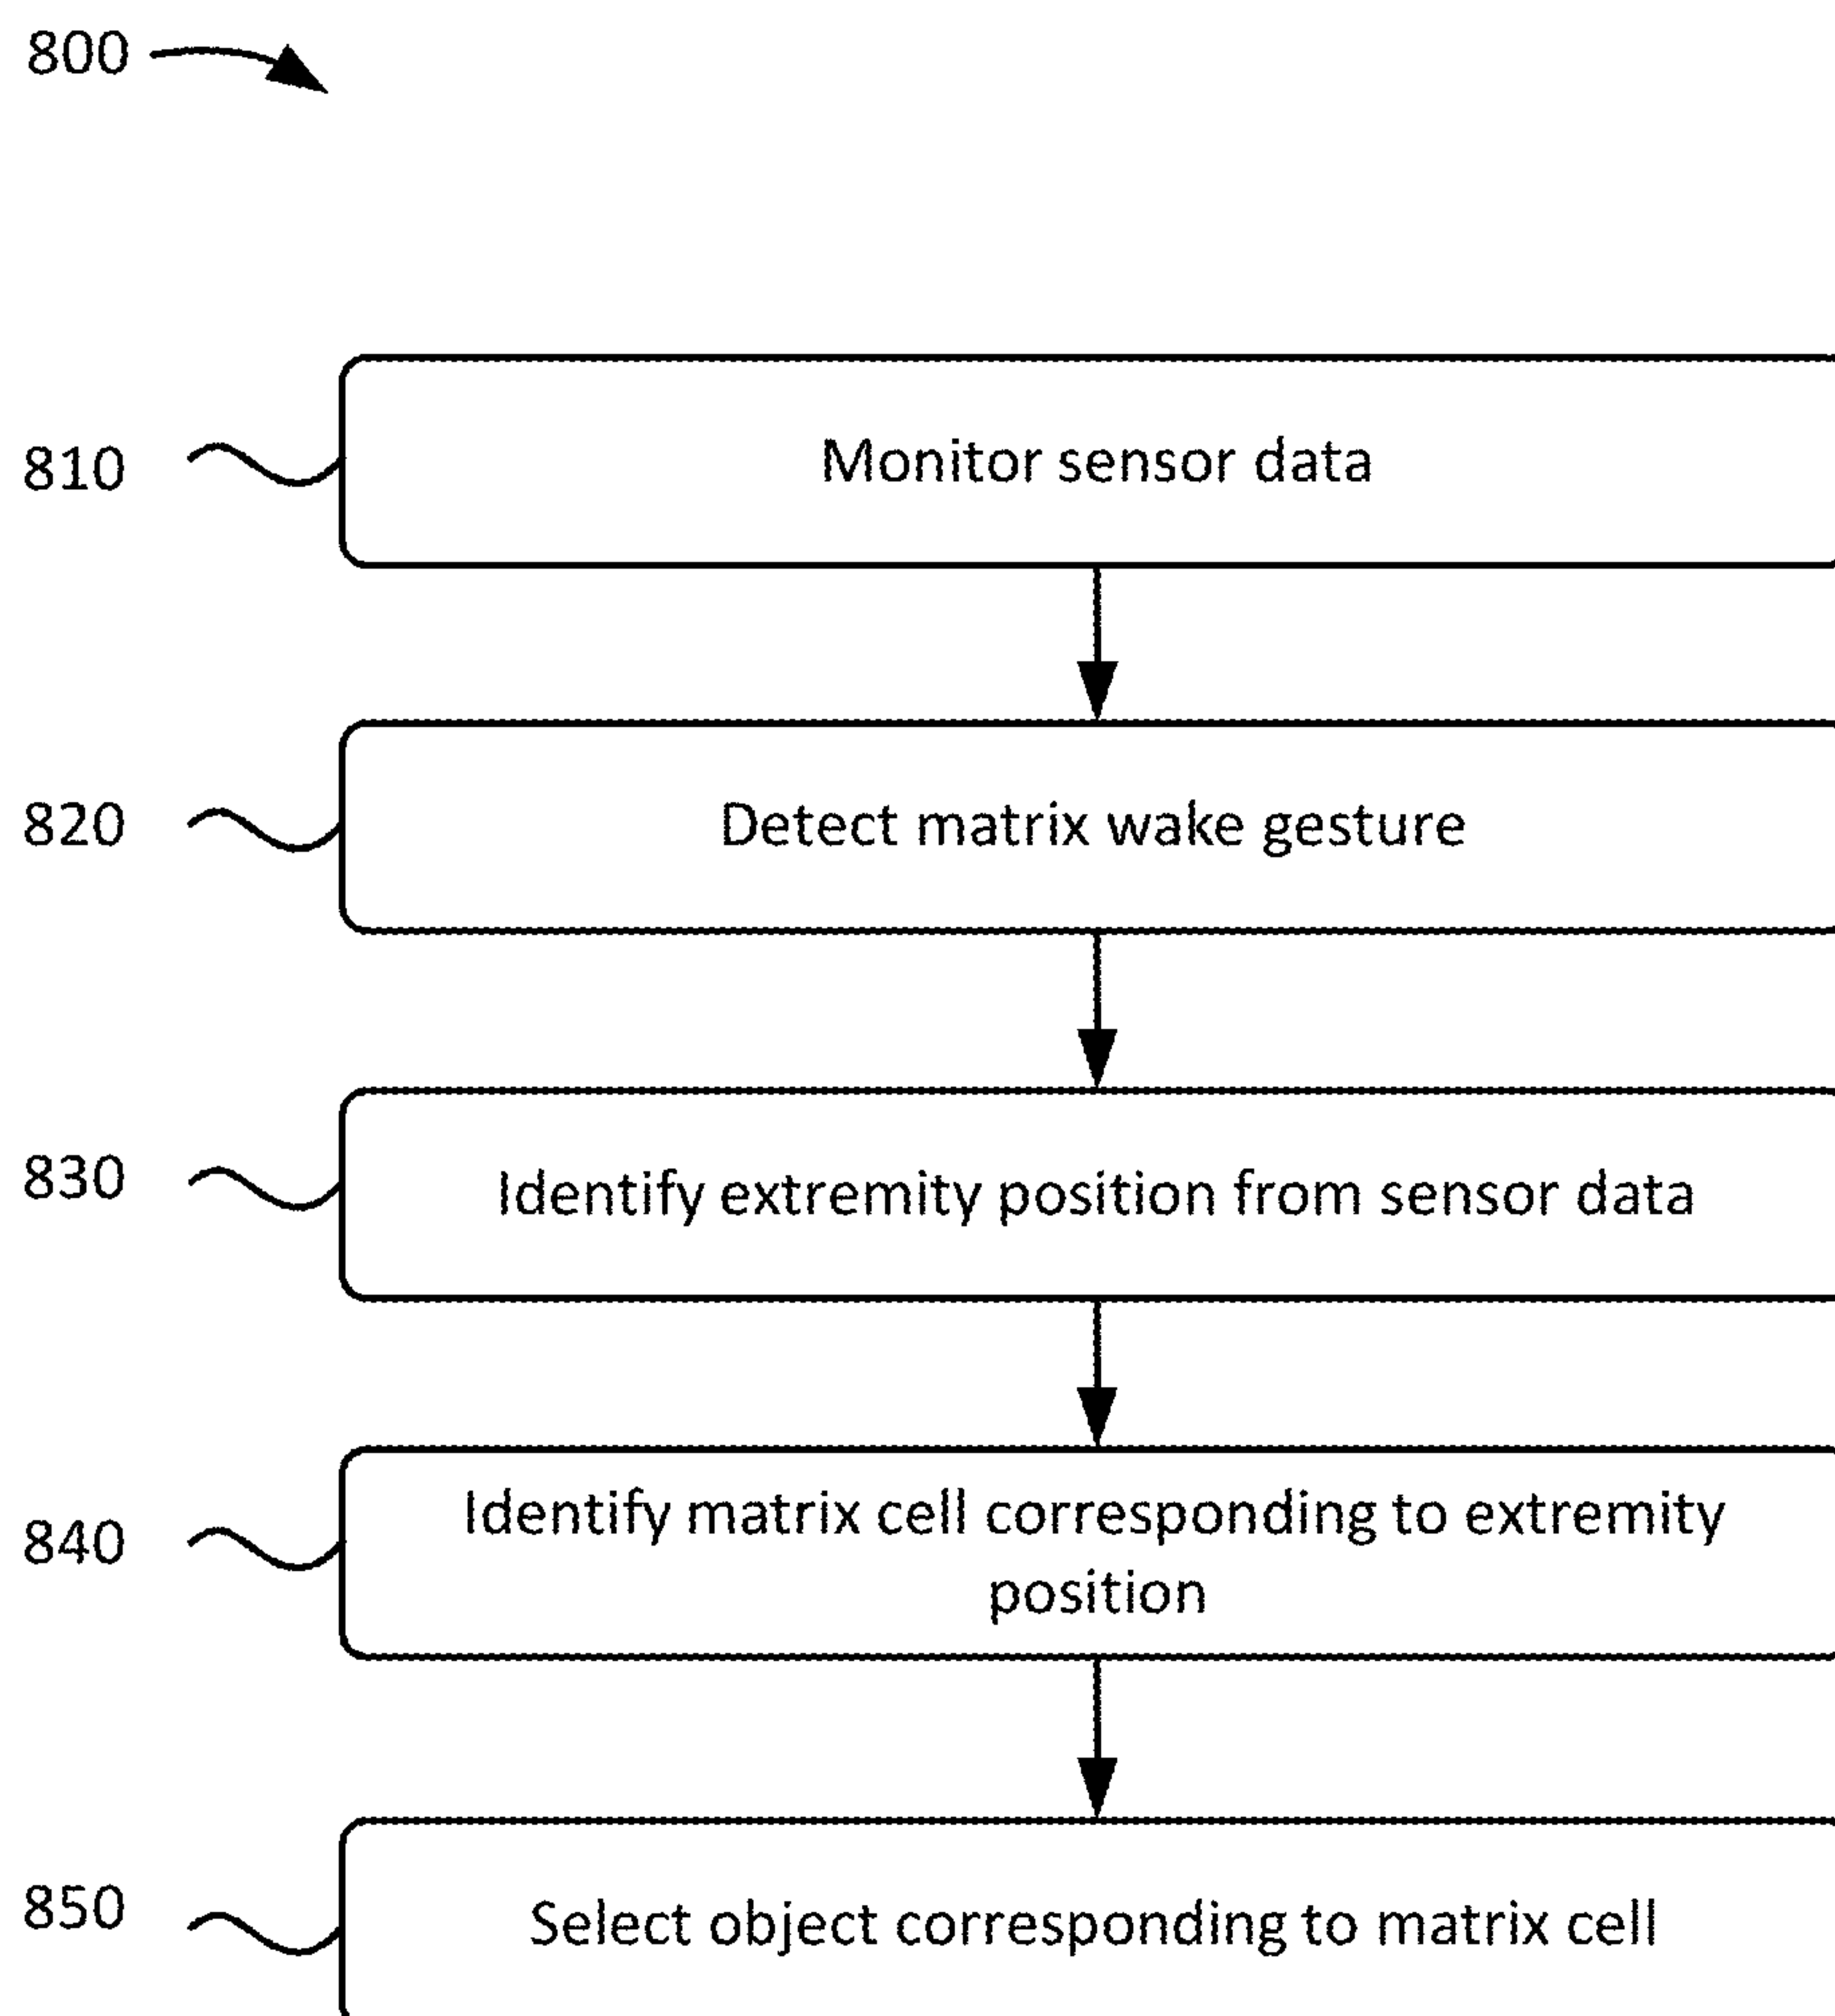 800
810
Monitor sensor data
820
Detect matrix wake gesture
830
Identify extremity position from sensor data
840
Identify matrix cell corresponding to extremity
position
850
Select object corresponding to matrix cell